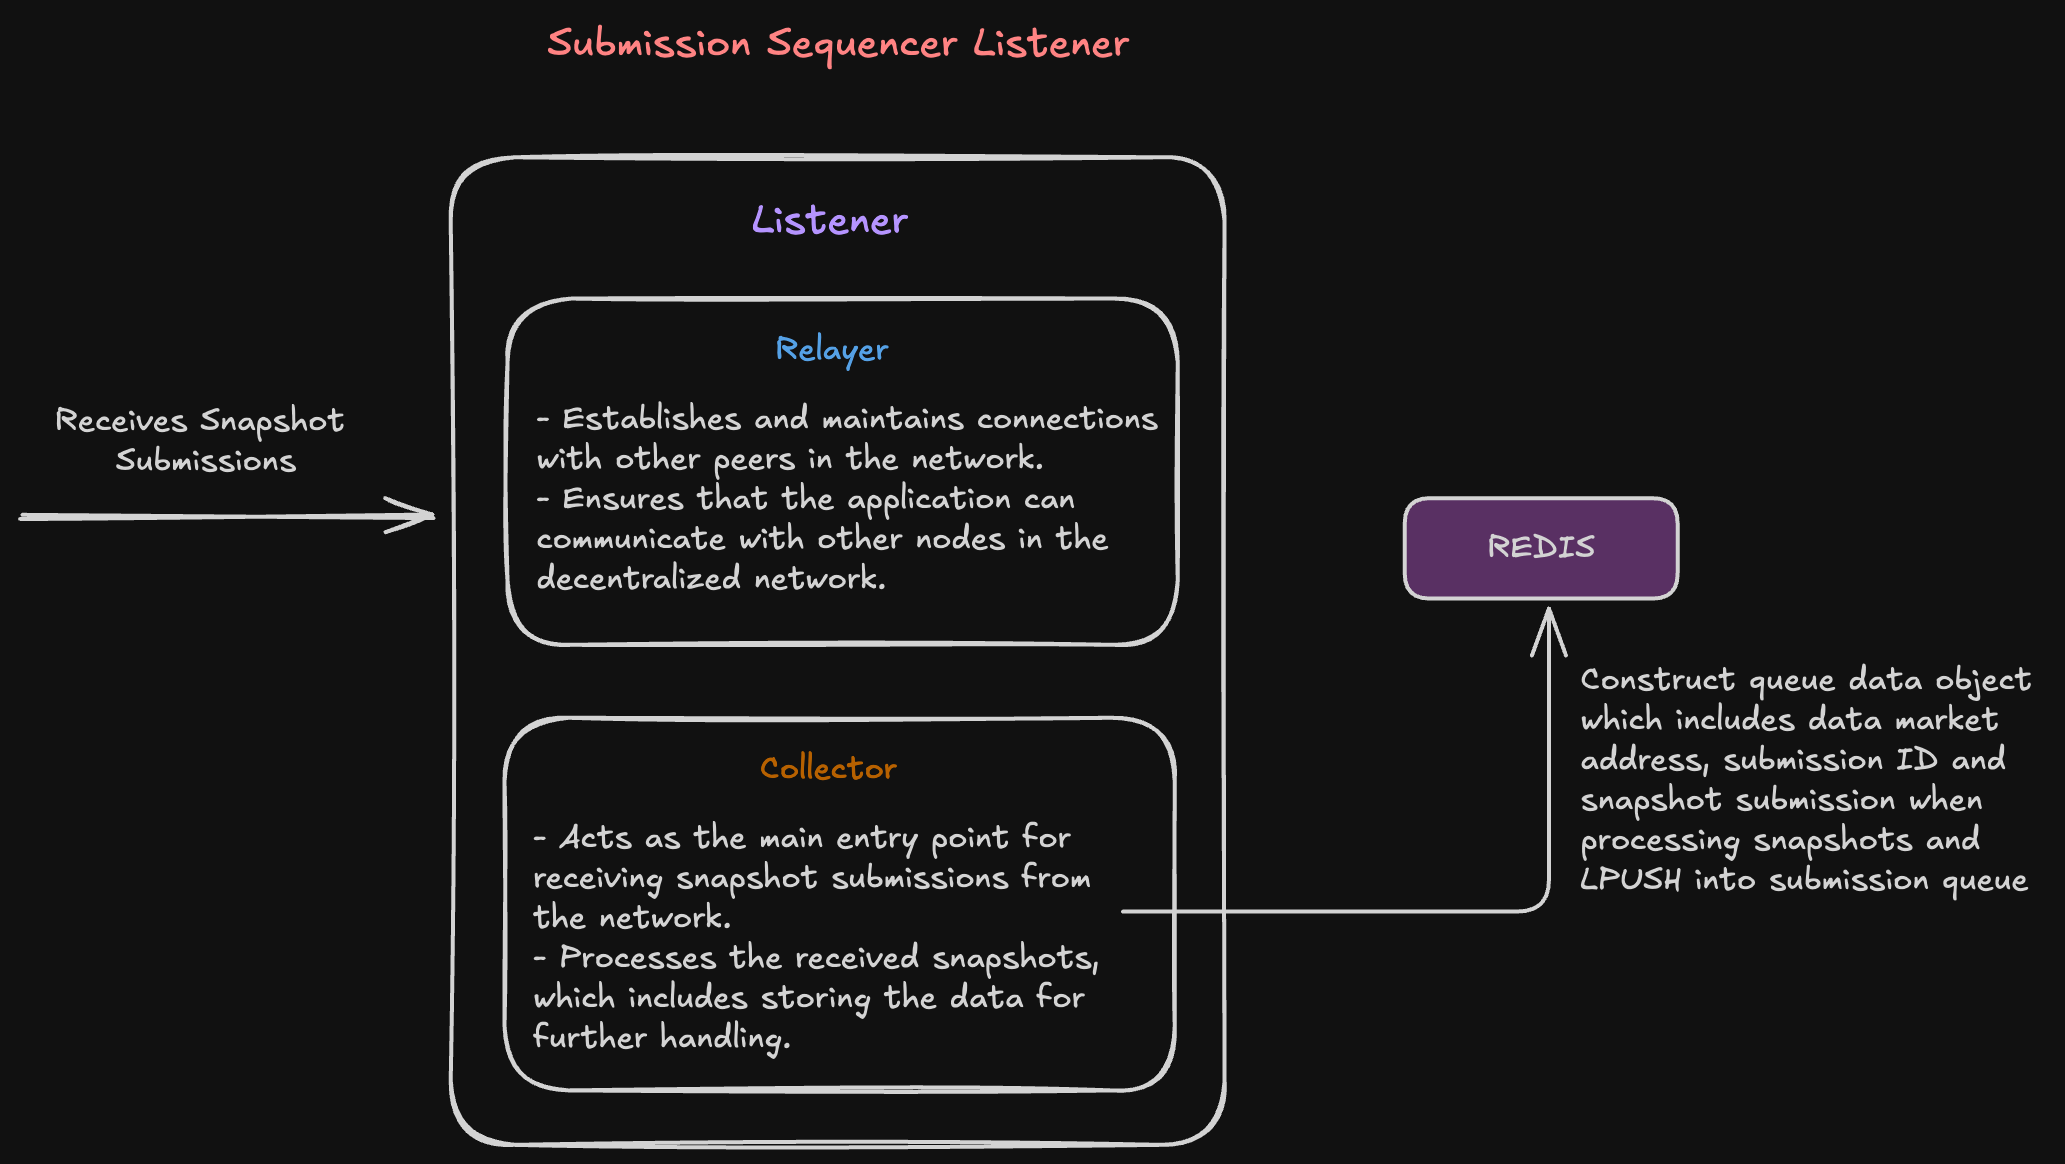 Submission Sequencer Listener
Listener
Relayer
- Establishes and maintains connections
with other peers in the network.
- Ensures that the application can
communicate with other nodes in the
decentralized network.
Receives Snapshot
Submissions
REDIS
Construct queue data object
which includes data market
address, submission ID and
snapshot submission when
processing snapshots and
LPUSH into submission queue
Collector
- Acts as the main entry point for
receiving snapshot submissions from
the network.
- Processes the received snapshots,
which includes storing the data for
further handling.